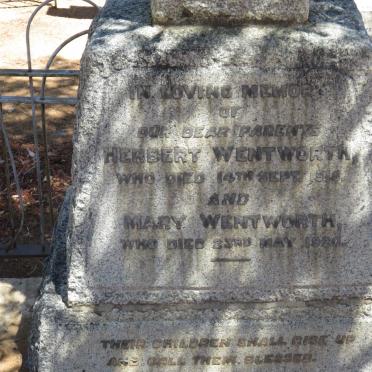 IN LOVING MEMORY
OF
OUR DEAR PARENTS
HERBERT WENTWORTH,
WHO DIED 14TH SEPT
AND
MARY WENTWORTH,
WHO DIED 23RD MAY 1920.
THEIR CHILDREN SHALL RISE UP
AND CALL THEM BLESSED.